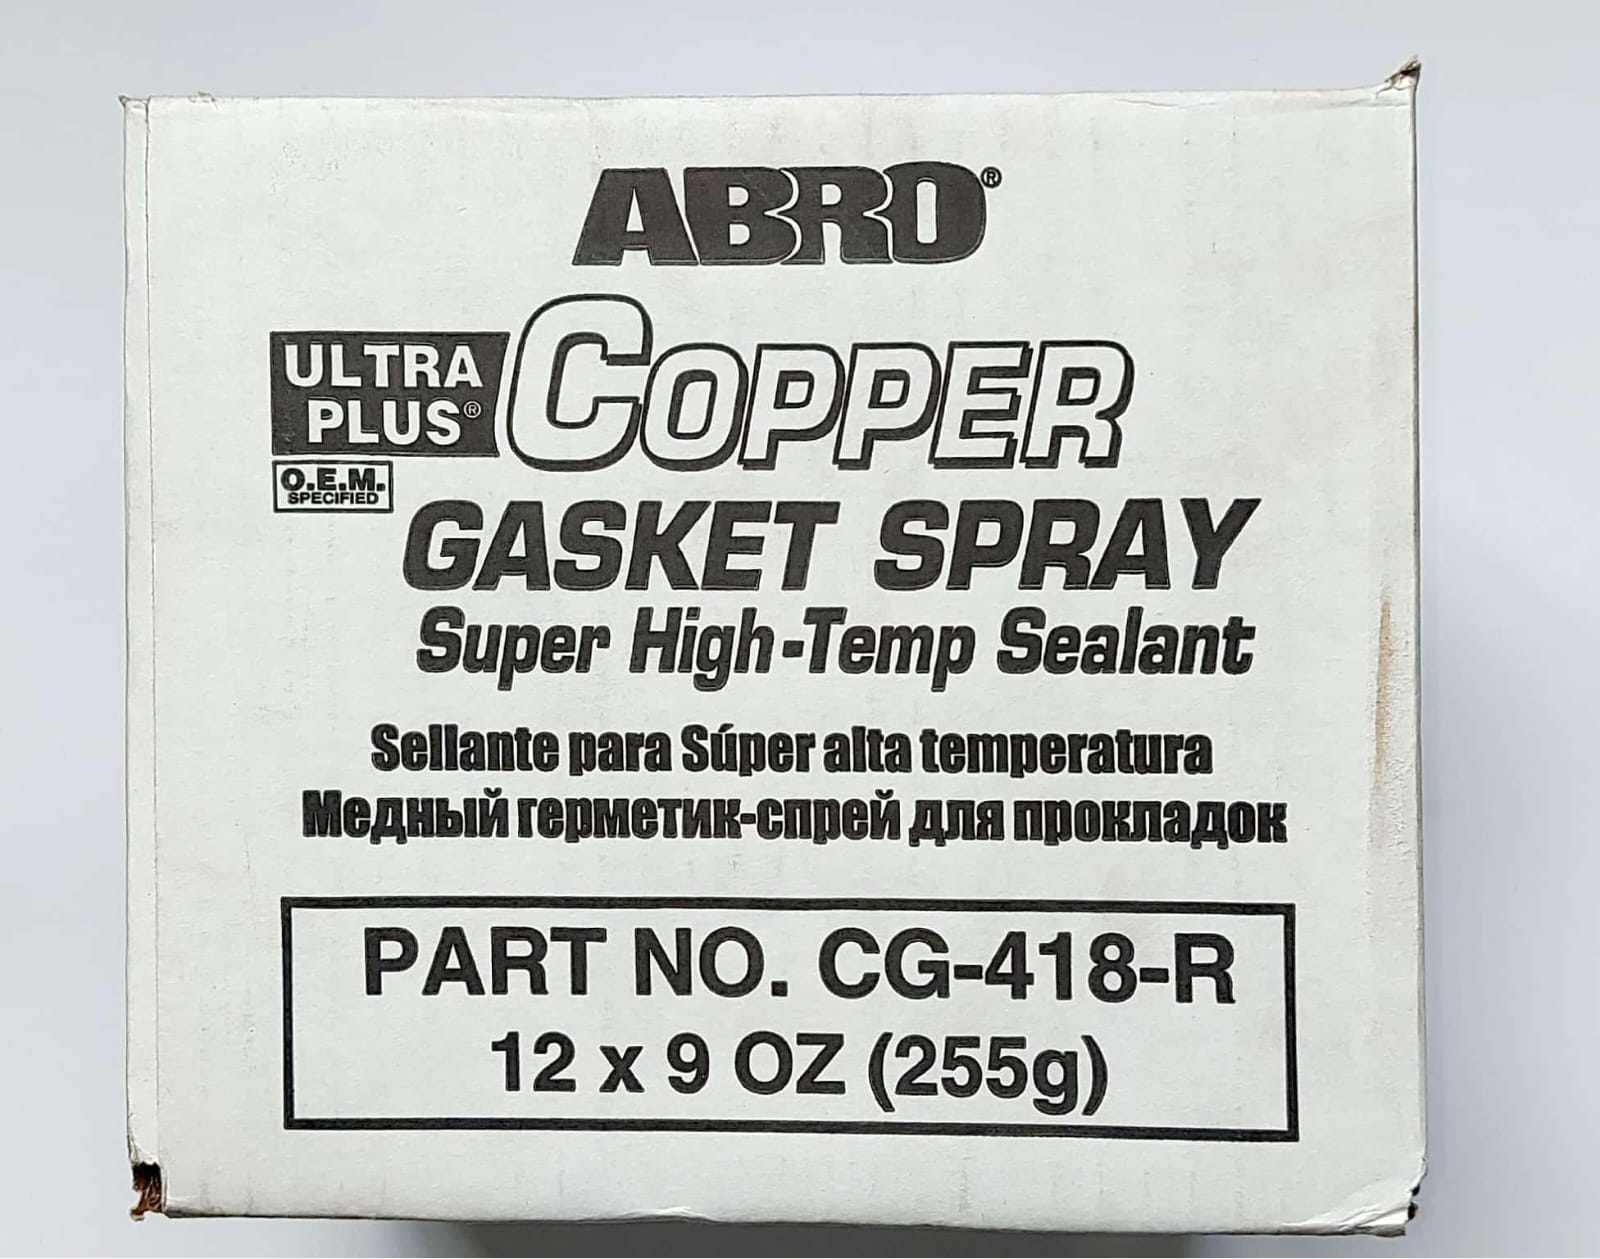 ABRO®
ULTRA PLUS® COPPER
O.E.M.
SPECIFIED
GASKET SPRAY
Super High-Temp Sealant
Sellante para Súper alta temperatura
Медный герметик-спрей для прокладок
PART NO. CG-418-R
12 x 9 OZ (255g)